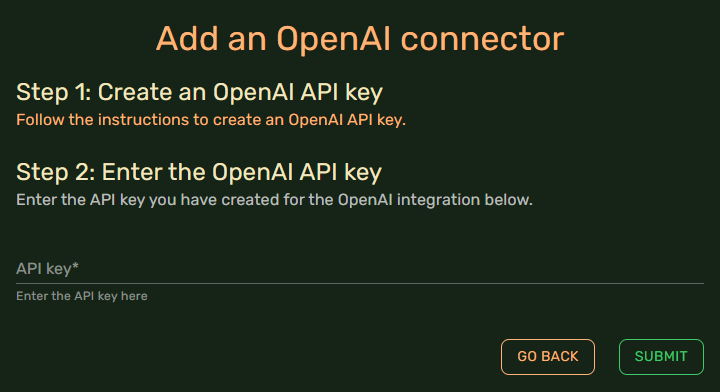 Add an OpenAI connector
Step 1: Create an OpenAI API key
Follow the instructions to create an OpenAI API key.
Step 2: Enter the OpenAI API key
Enter the API key you have created for the OpenAI integration below.
API key*
Enter the API key here
GO BACK
SUBMIT